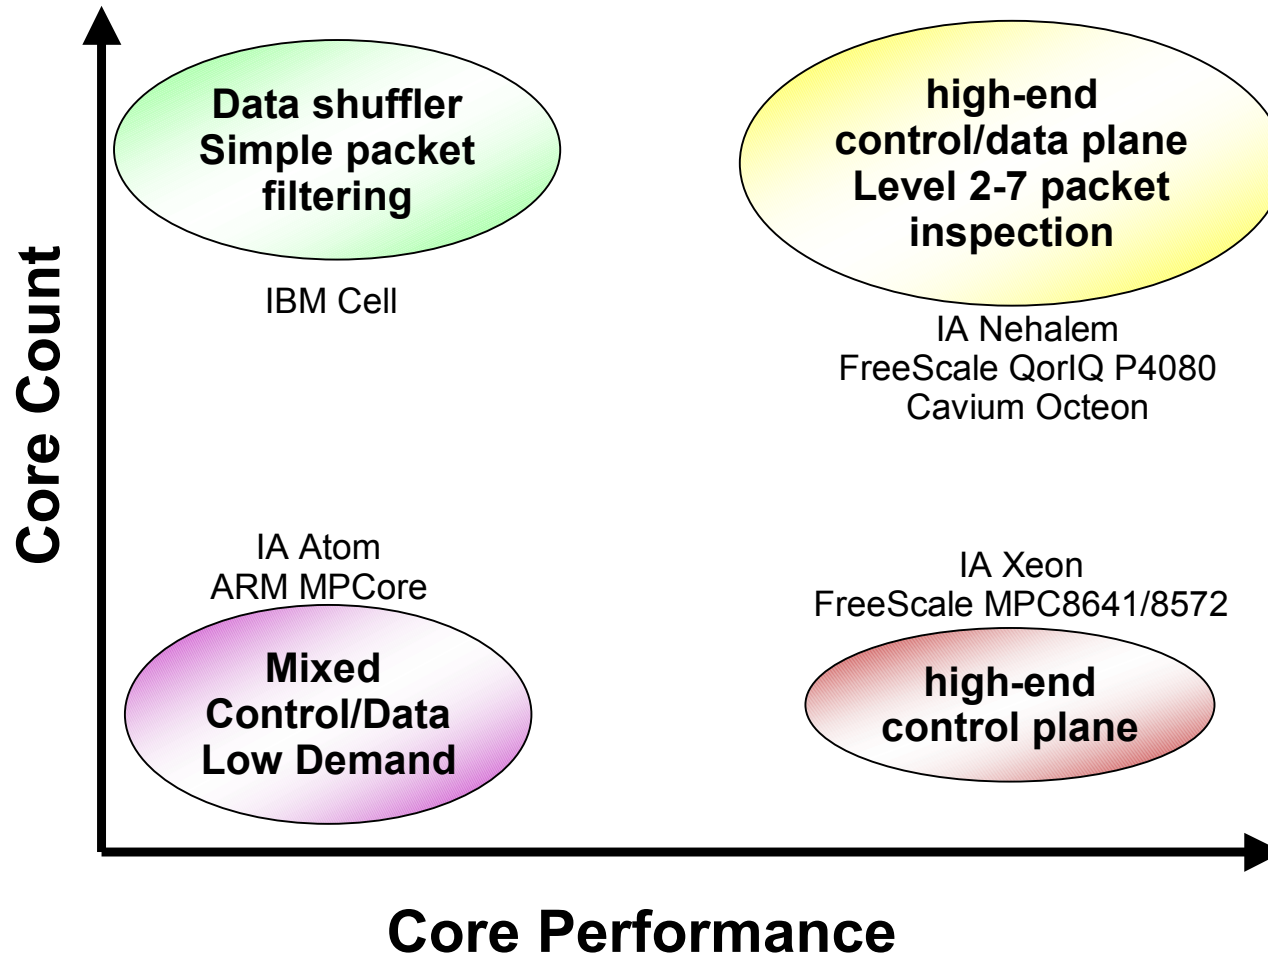 Data shuffler
Simple packet
filtering
IBM Cell
high-end
control/data plane
Level 2-7 packet
inspection
IA Nehalem
FreeScale QorIQ P4080
Cavium Octeon
Core Count
IA Atom
ARM MPCore
Mixed
Control/Data
Low Demand
IA Xeon
FreeScale MPC8641/8572
high-end
control plane
Core Performance